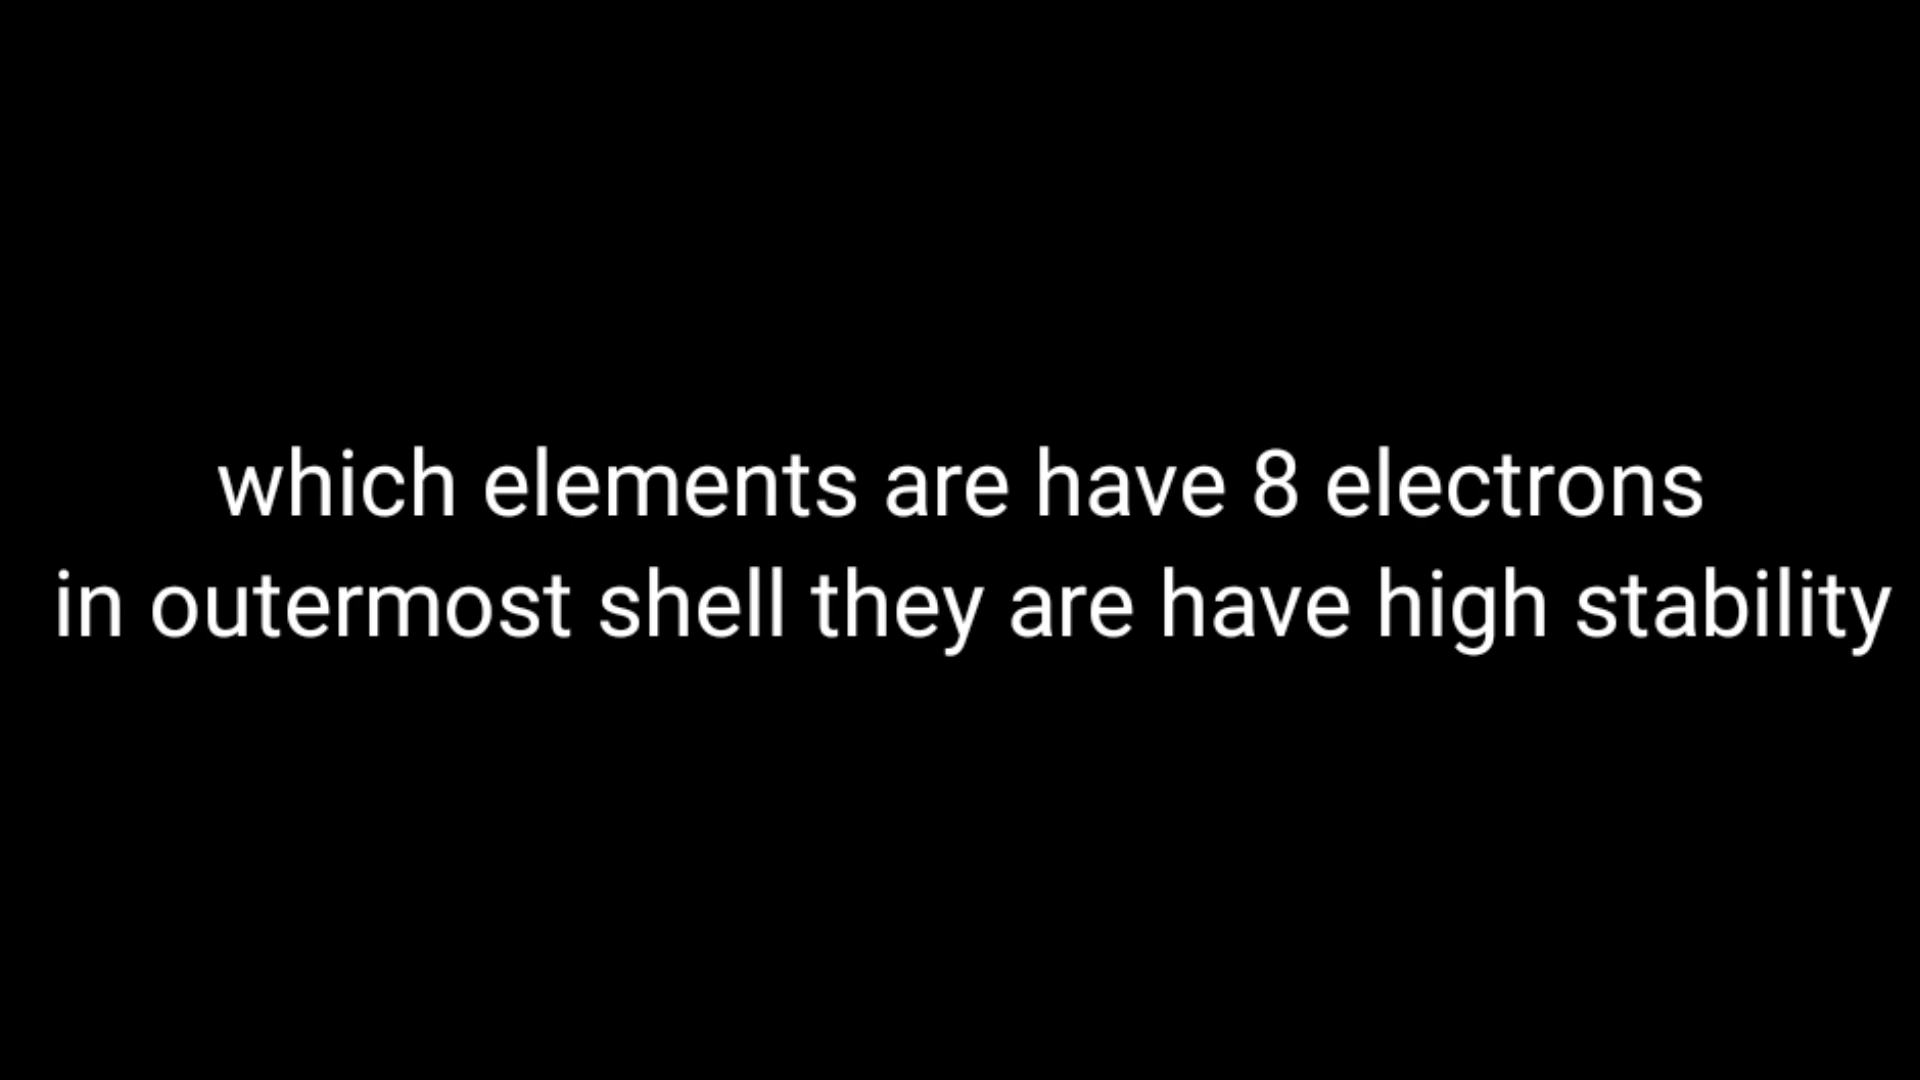 which elements are have 8 electrons
in outermost shell they are have high stability